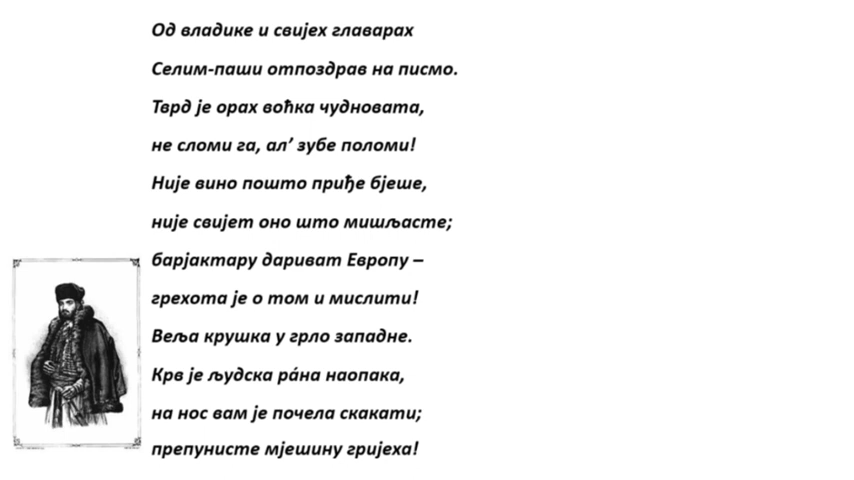 Од владике и свијех главарах
Селим-паши отпоздрав на писмо.
Тврд је орах воћка чудновата,
не сломи га, ал’ зубе поломи!
Није вино пошто приђе бјеше,
није свијет оно што мишљасте;
барјактару дариват Европу –
грехота је о том и мислити!
Веља крушка у грло западне.
Крв је људска ра́на наопака,
на нос вам је почела скакати;
препунисте мјешину гријеха!